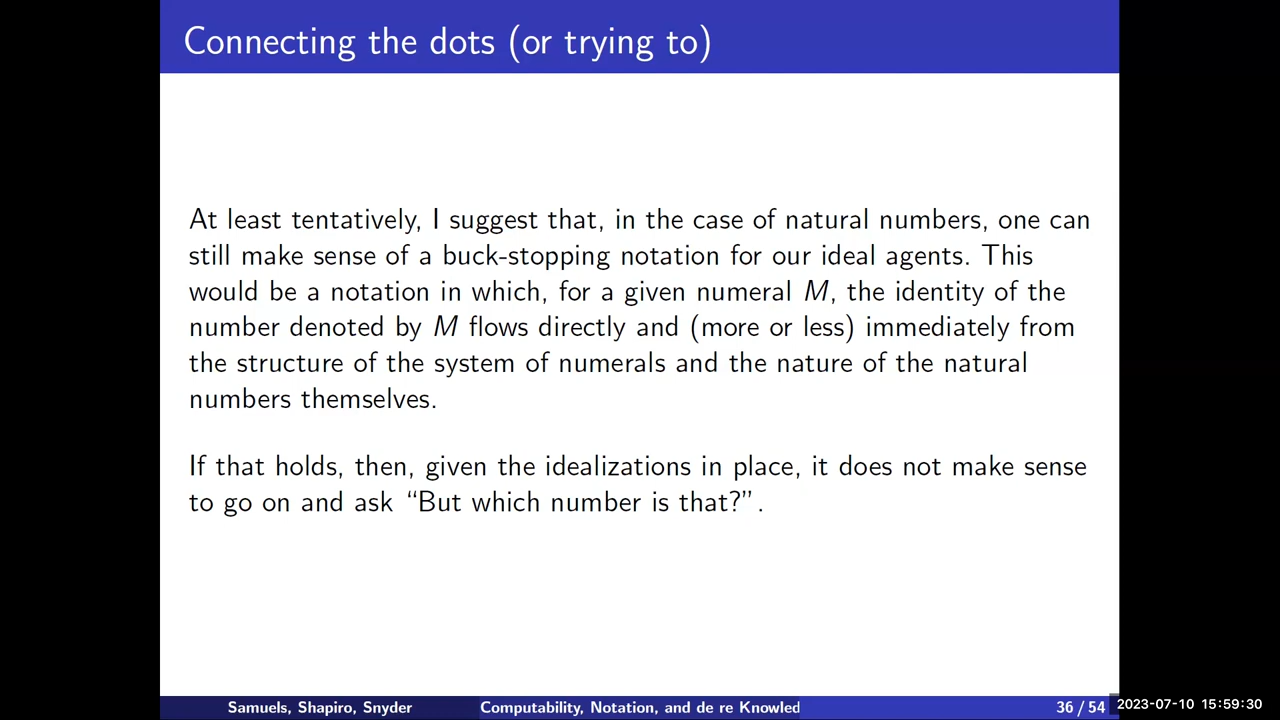 Connecting the dots (or trying to)
At least tentatively, I suggest that, in the case of natural numbers, one can
still make sense of a buck-stopping notation for our ideal agents. This
would be a notation in which, for a given numeral M, the identity of the
number denoted by M flows directly and (more or less) immediately from
the structure of the system of numerals and the nature of the natural
numbers themselves.
If that holds, then, given the idealizations in place, it does not make sense
to go on and ask “But which number is that?”.
Samuels, Shapiro, Snyder
Computability, Notation, and de re Knowled
36 / 54
2023-07-10 15:59:30